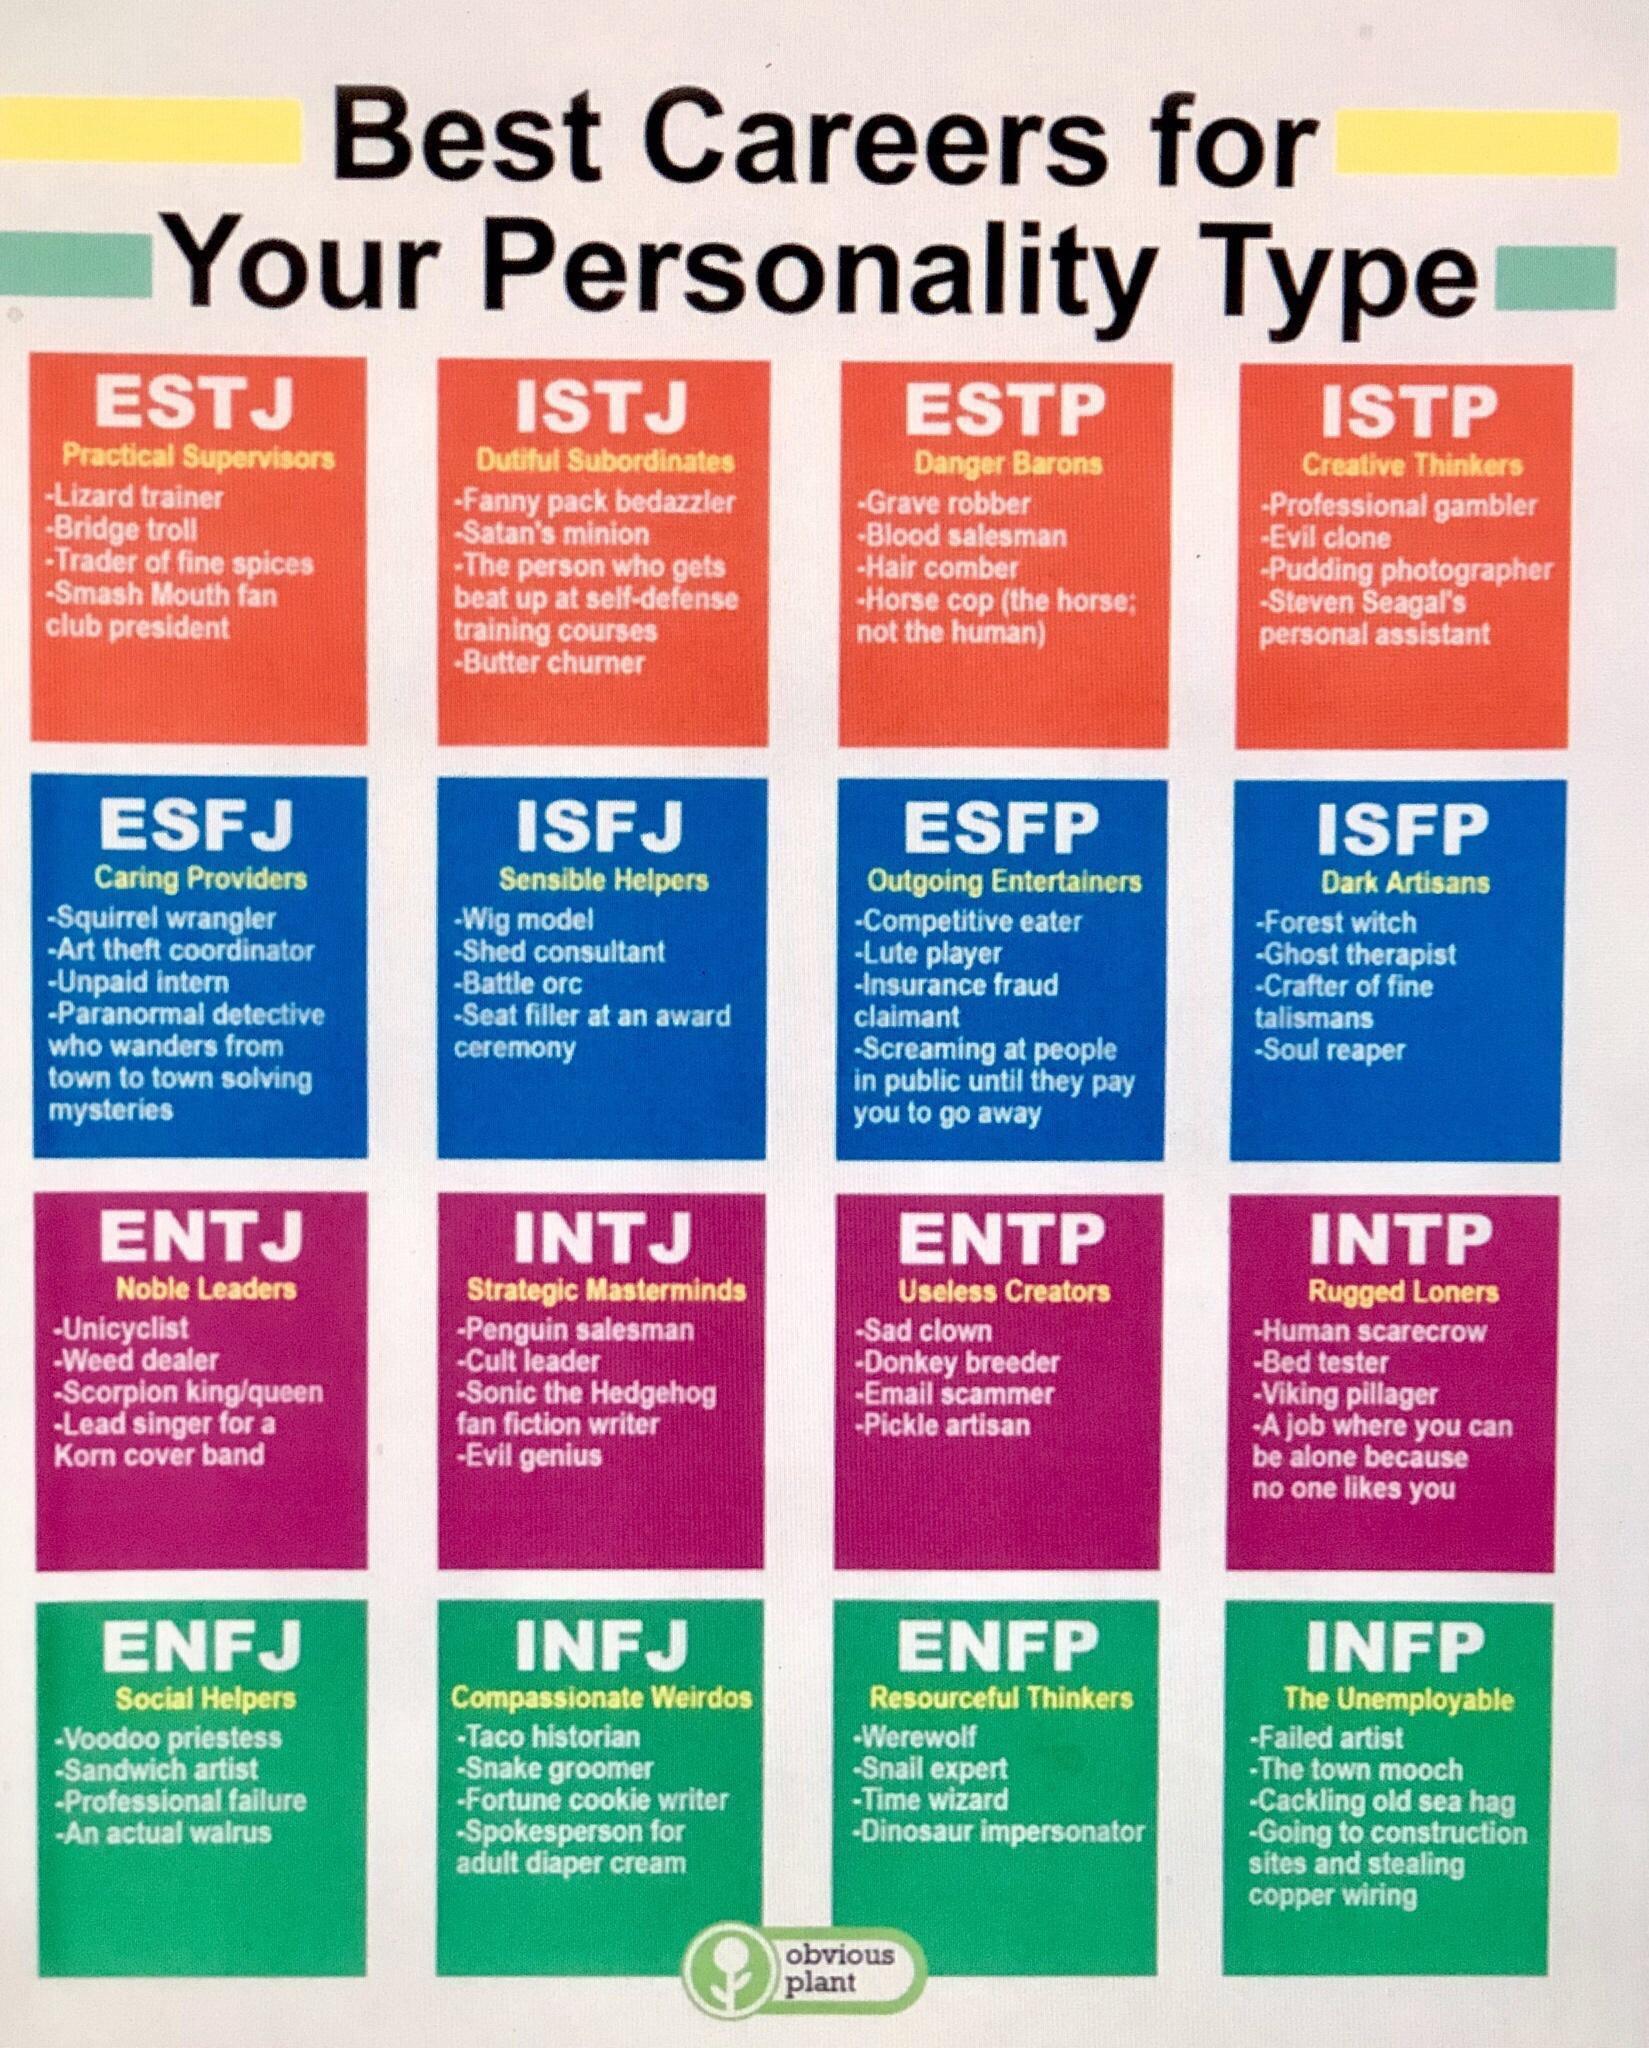 Best Careers for
Your Personality Type
ESTJ
Practical Supervisors
-Lizard trainer
-Bridge troll
-Trader of fine spices
-Smash Mouth fan
club president
ISTJ
Dutiful Subordinates
-Fanny pack bedazzler
-Satan's minion
-The person who gets
beat up at self-defense
training courses
-Butter churner
ESTP
Danger Barons
-Grave robber
-Blood salesman
-Hair comber
-Horse cop (the horse;
not the human)
ISTP
Creative Thinkers
-Professional gambler
-Evil clone
-Pudding photographer
-Steven Seagal's
personal assistant
ESFJ
Caring Providers
-Squirrel wrangler
-Art theft coordinator
-Unpaid intern
-Paranormal detective
who wanders from
town to town solving
mysteries
ISFJ
Sensible Helpers
-Wig model
-Shed consultant
-Battle orc
-Seat filler at an award
ceremony
ESFP
Outgoing Entertainers
-Competitive eater
-Lute player
-Insurance fraud
claimant
-Screaming at people
in public until they pay
you to go away
ISFP
Dark Artisans
-Forest witch
-Ghost therapist
-Crafter of fine
talismans
-Soul reaper
ENTJ
Noble Leaders
-Unicyclist
-Weed dealer
-Scorpion king/queen
-Lead singer for a
Korn cover band
INTJ
Strategic Masterminds
-Penguin salesman
-Cult leader
-Sonic the Hedgehog
fan fiction writer
-Evil genius
ENTP
Useless Creators
-Sad clown
-Donkey breeder
-Email scammer
-Pickle artisan
INTP
Rugged Loners
-Human scarecrow
-Bed tester
-Viking pillager
-A job where you can
be alone because
no one likes you
ENFJ
Social Helpers
-Voodoo priestess
-Sandwich artist
-Professional failure
-An actual walrus
INFJ
Compassionate Weirdos
-Taco historian
-Snake groomer
-Fortune cookie writer
-Spokesperson for
adult diaper cream
ENFP
Resourceful Thinkers
-Werewolf
-Snail expert
-Time wizard
-Dinosaur impersonator
INFP
The Unemployable
-Failed artist
-The town mooch
-Cackling old sea hag
-Going to construction
sites and stealing
copper wiring
obvious
plant